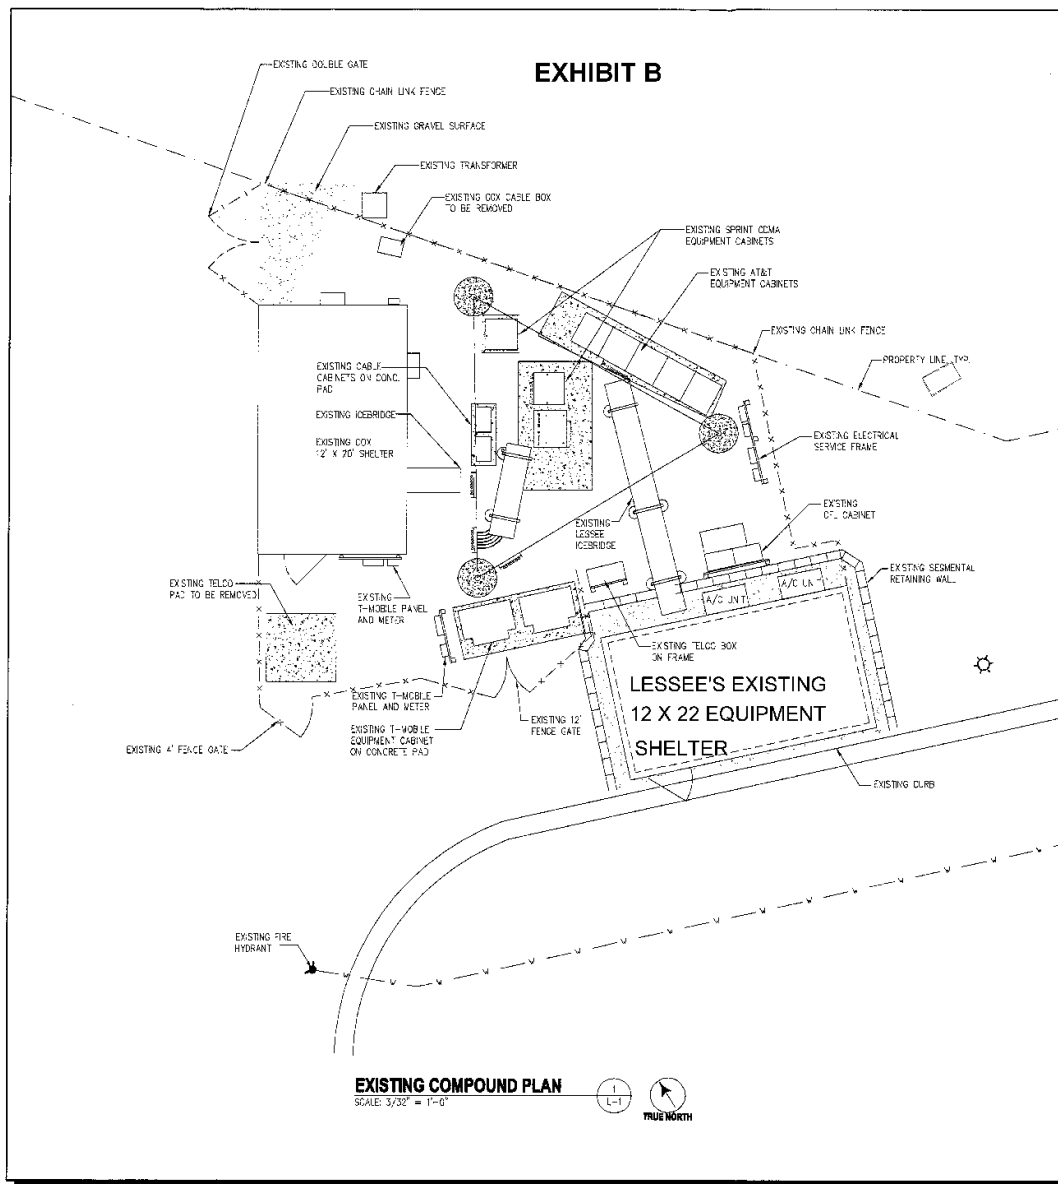 EXHIBIT B
EXISTING DOUBLE GATE
EXISTING CHAIN LINK FENCE
EXISTING GRAVEL SURFACE
EXISTING TRANSFORMER
EXISTING COX CABLE BOX
TO BE REMOVED
EXISTING SPRINT CDMA
EQUIPMENT CABINETS
EXISTING AT&T
EQUIPMENT CABINETS
EXISTING CHAIN LINK FENCE
PROPERTY LINE, TYP.
EXISTING CABLE
CABINETS ON CONC.
PAD
EXISTING ICEBRIDGE
EXISTING COX
12' X 20' SHELTER
EXISTING ELECTRICAL
SERVICE FRAME
EXISTING
CABINET
EXISTING
LESSEE
ICEBRIDGE
EXISTING SEGMENTAL
RETAINING WALL
EXISTING TELCO
PAD TO BE REMOVED
EXISTING
T-MOBILE PANEL
AND METER
A/C UNIT
A/C UNIT
EXISTING TELCO BOX
ON FRAME
LESSEE'S EXISTING
12 X 22 EQUIPMENT
SHELTER
EXISTING T-MOBILE
PANEL AND METER
EXISTING T-MOBILE
EQUIPMENT CABINET
ON CONCRETE PAD
EXISTING 12'
FENCE GATE
EXISTING 4' FENCE GATE
EXISTING CURB
EXISTING FIRE
HYDRANT
W W W W W W W W W W W W W W W
EXISTING COMPOUND PLAN
SCALE: 3/32" = 1'-0"
1
L-1
TRUE NORTH